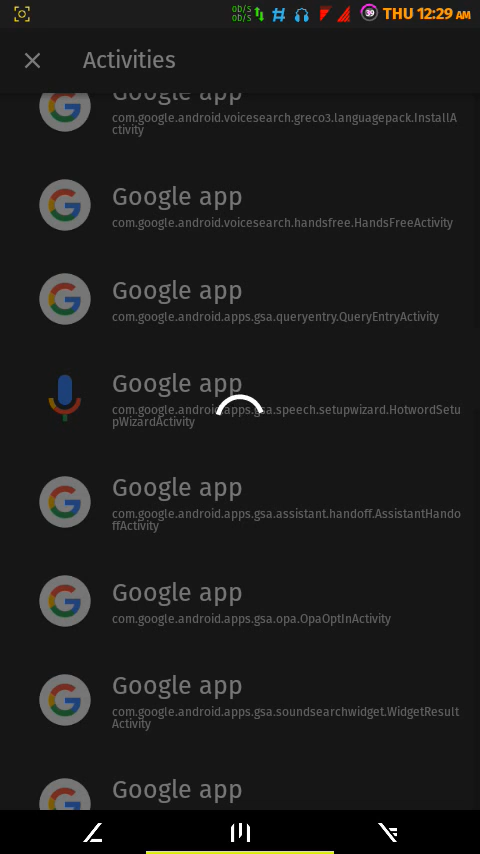 0D/S
0D/S
39
THU 12:29 AM
Activities
Google app
com.google.android.voicesearch.greco3.languagepack.InstallA
ctivity
Google app
com.google.android.voicesearch.handsfree.HandsFreeActivity
Google app
com.google.android.apps.gsa.queryentry.QueryEntryActivity
Google app
com.google.android.apps.gsa.speech.setupwizard.HotwordSetu
pWizardActivity
Google app
com.google.android.apps.gsa.assistant.handoff.AssistantHando
ffActivity
Google app
com.google.android.apps.gsa.opa.OpaOptInActivity
Google app
com.google.android.apps.gsa.soundsearchwidget.WidgetResult
Activity
Google app